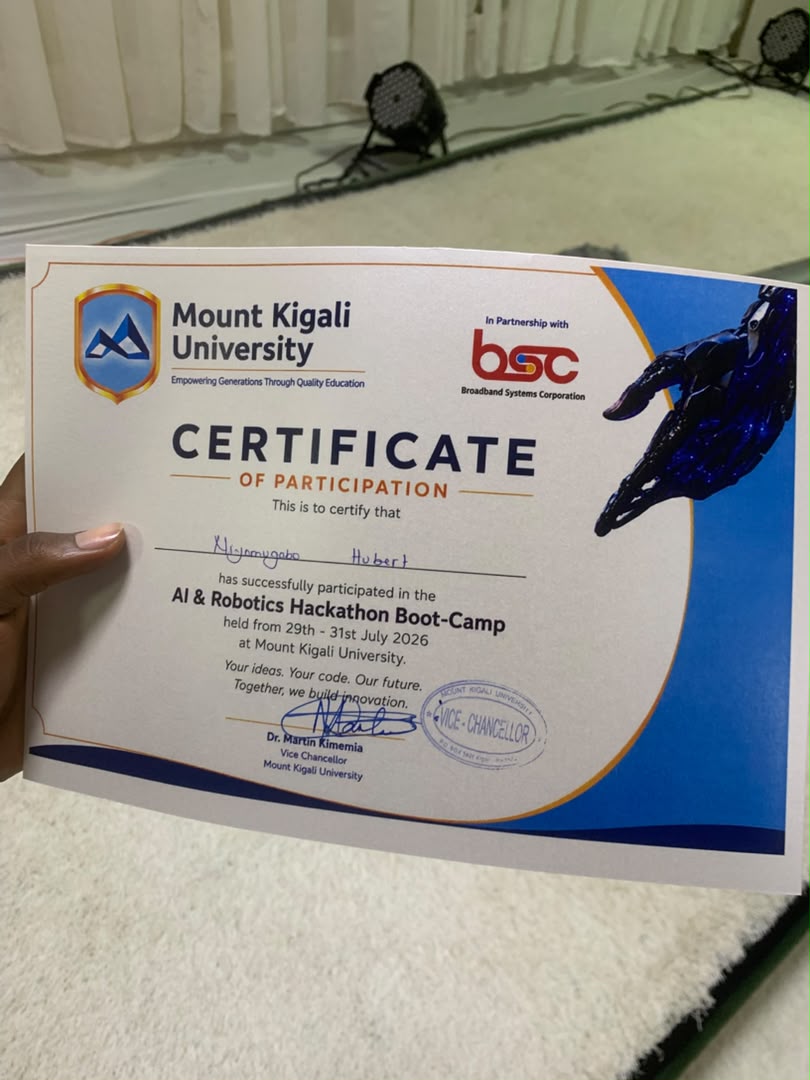 Mount Kigali
University
Empowering Generations Through Quality Education
In Partnership with
bsc
Broadband Systems Corporation
CERTIFICATE
OF PARTICIPATION
This is to certify that
Hubert
has successfully participated in the
AI & Robotics Hackathon Boot-Camp
held from 29th - 31st July 2026
at Mount Kigali University.
Your ideas. Your code. Our future.
Together, we build innovation.
Dr. Martin Kimemia
Vice Chancellor
Mount Kigali University
MOUNT KIGALI UNIVERSITY
VICE-CHANCELLOR